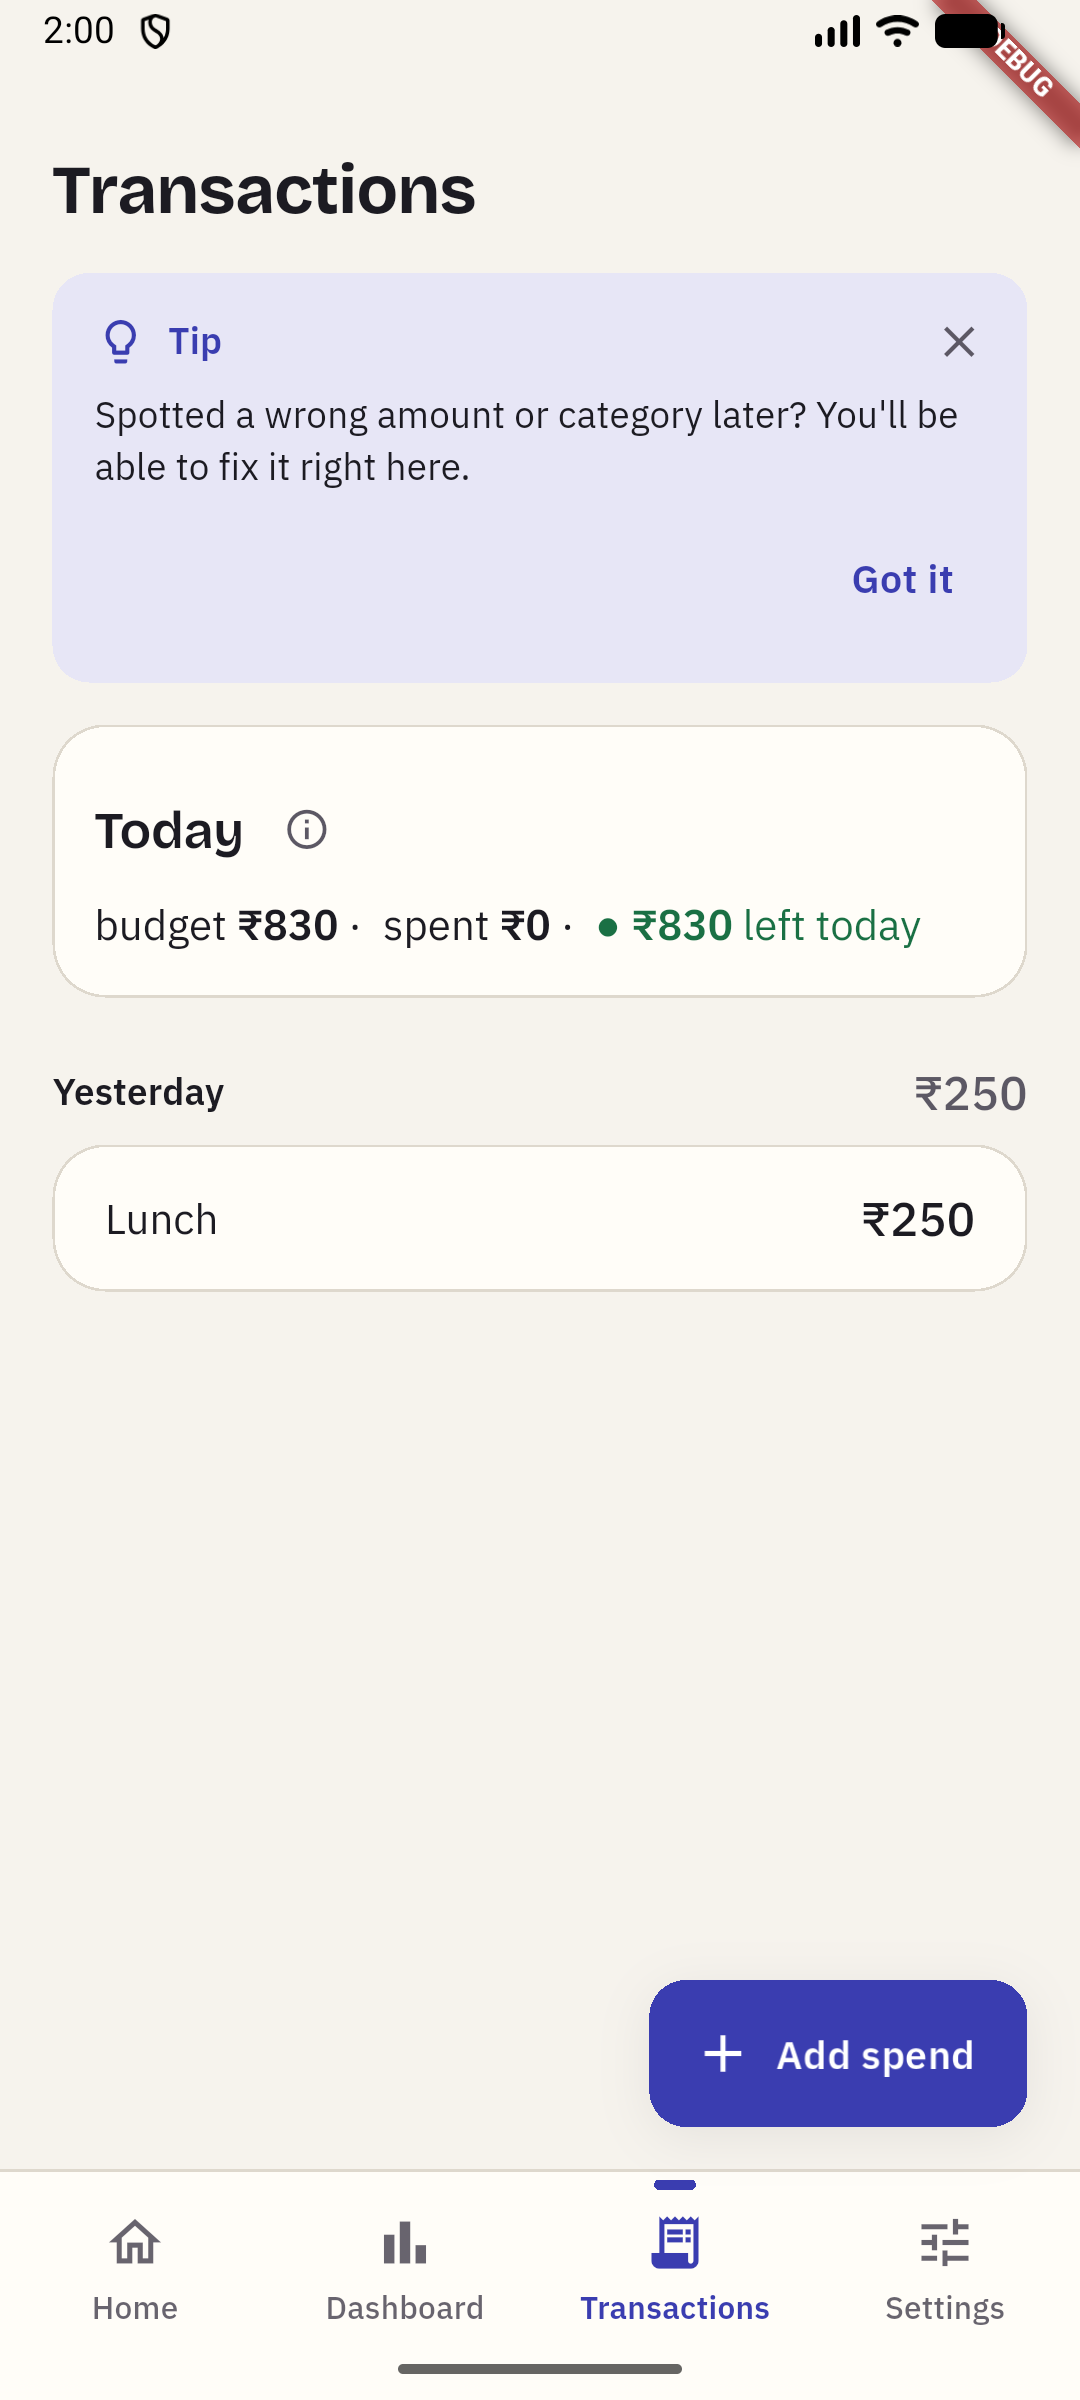 2:00
EBUG
Transactions
Tip
Spotted a wrong amount or category later? You'll be
able to fix it right here.
Got it
Today
budget ₹830 · spent ₹0 · ● ₹830 left today
Yesterday ₹250
Lunch ₹250
+ Add spend
Home Dashboard Transactions Settings